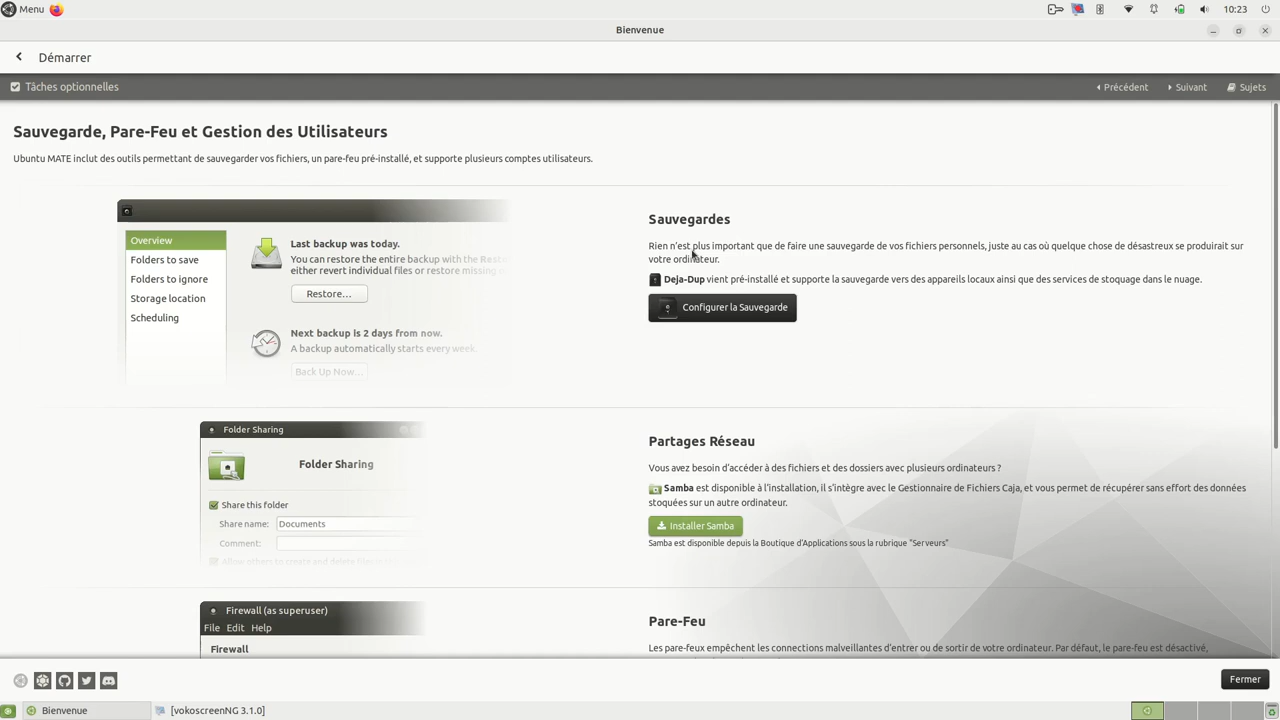 Menu
10:23
Bienvenue
Démarrer
Tâches optionnelles
Précédent
Suivant
Sujets
Sauvegarde, Pare-Feu et Gestion des Utilisateurs
Ubuntu MATE inclut des outils permettant de sauvegarder vos fichiers, un pare-feu pré-installé, et supporte plusieurs comptes utilisateurs.
Overview
Folders to save
Folders to ignore
Storage location
Scheduling
Last backup was today.
You can restore the entire backup with the Resto
either revert individual files or restore missing o
Restore...
Next backup is 2 days from now.
A backup automatically starts every week.
Back Up Now...
Sauvegardes
Rien n'est plus important que de faire une sauvegarde de vos fichiers personnels, juste au cas où quelque chose de désastreux se produirait sur
votre ordinateur.
Deja-Dup vient pré-installé et supporte la sauvegarde vers des appareils locaux ainsi que des services de stoquage dans le nuage.
Configurer la Sauvegarde
Folder Sharing
Folder Sharing
Share this folder
Share name: Documents
Comment:
Allow others to create and delete files in
Partages Réseau
Vous avez besoin d'accéder à des fichiers et des dossiers avec plusieurs ordinateurs ?
Samba est disponible à l'installation, il s'intègre avec le Gestionnaire de Fichiers Caja, et vous permet de récupérer sans effort des données
stoquées sur un autre ordinateur.
Installer Samba
Samba est disponible depuis la Boutique d'Applications sous la rubrique "Serveurs"
Firewall (as superuser)
File Edit Help
Firewall
Pare-Feu
Les pare-feux empêchent les connections malveillantes d'entrer ou de sortir de votre ordinateur. Par défaut, le pare-feu est désactivé,
Fermer
Bienvenue
[vokoscreenNG 3.1.0]